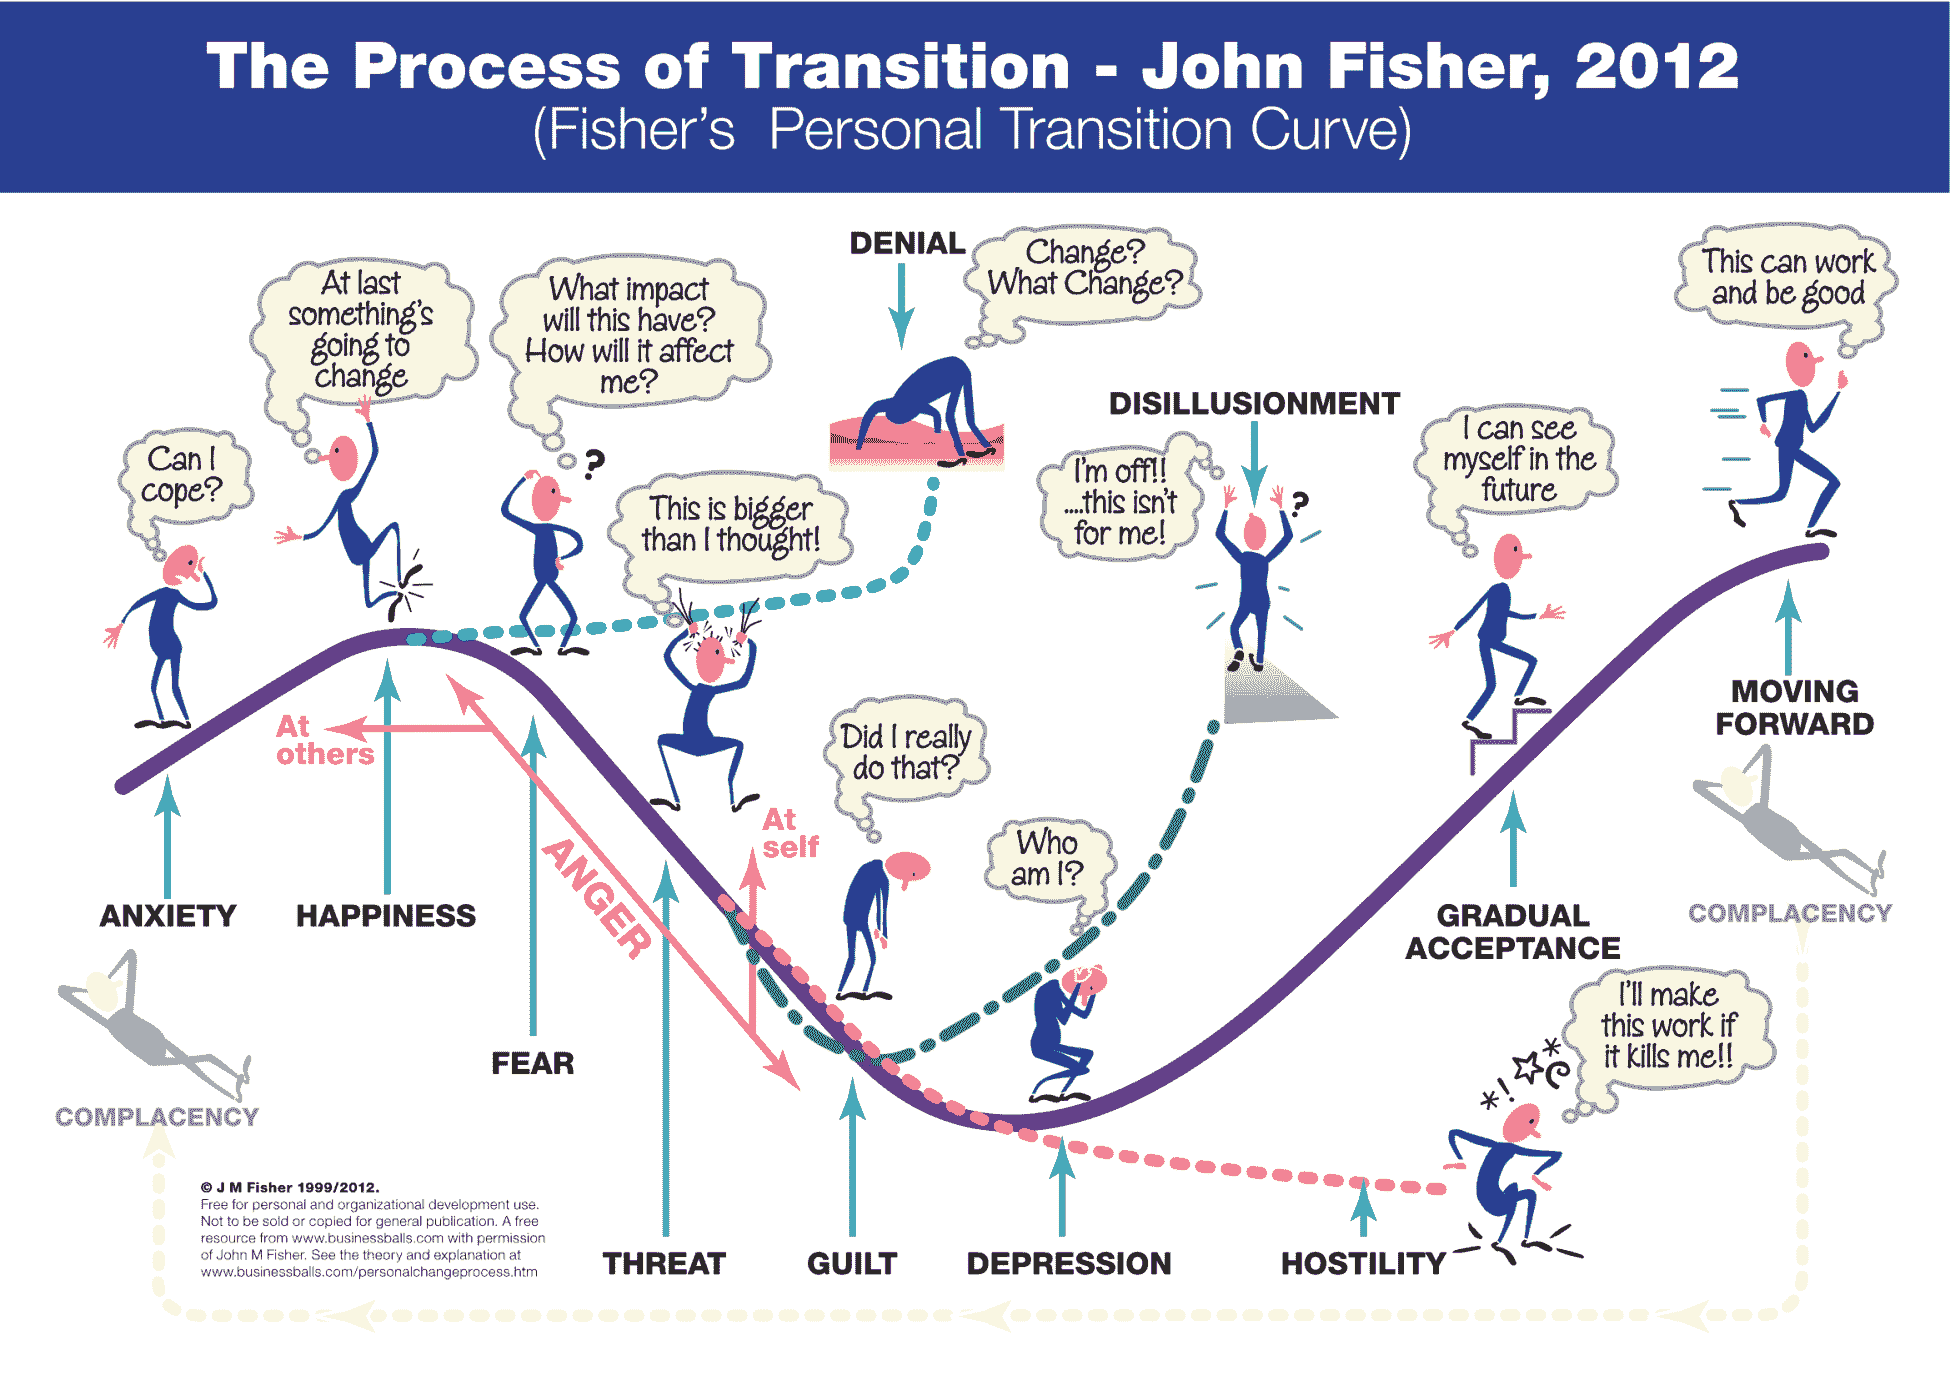 The Process of Transition - John Fisher, 2012
(Fisher's Personal Transition Curve)
DENIAL
Change?
What Change?
This can work
and be good
At last
something's
going to
change
What impact
will this have?
How will it affect
me?
?
DISILLUSIONMENT
I'm off!!
....this isn't
for me!
?
I can see
myself in the
future
Can I
cope?
This is bigger
than I thought!
At
others
Did I really
do that?
At
self
ANGER
Who
am I?
MOVING
FORWARD
ANXIETY
HAPPINESS
GRADUAL
ACCEPTANCE
COMPLACENCY
FEAR
I'll make
this work if
it kills me!!
*!
*
COMPLACENCY
© J M Fisher 1999/2012.
Free for personal and organizational development use.
Not to be sold or copied for general publication. A free
resource from www.businessballs.com with permission
of John M Fisher. See the theory and explanation at
www.businessballs.com/personalchangeprocess.htm
THREAT
GUILT
DEPRESSION
HOSTILITY